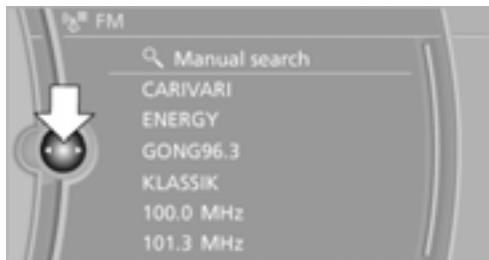 FM
Manual search
CARIVARI
ENERGY
GONG96.3
KLASSIK
100.0 MHz
101.3 MHz